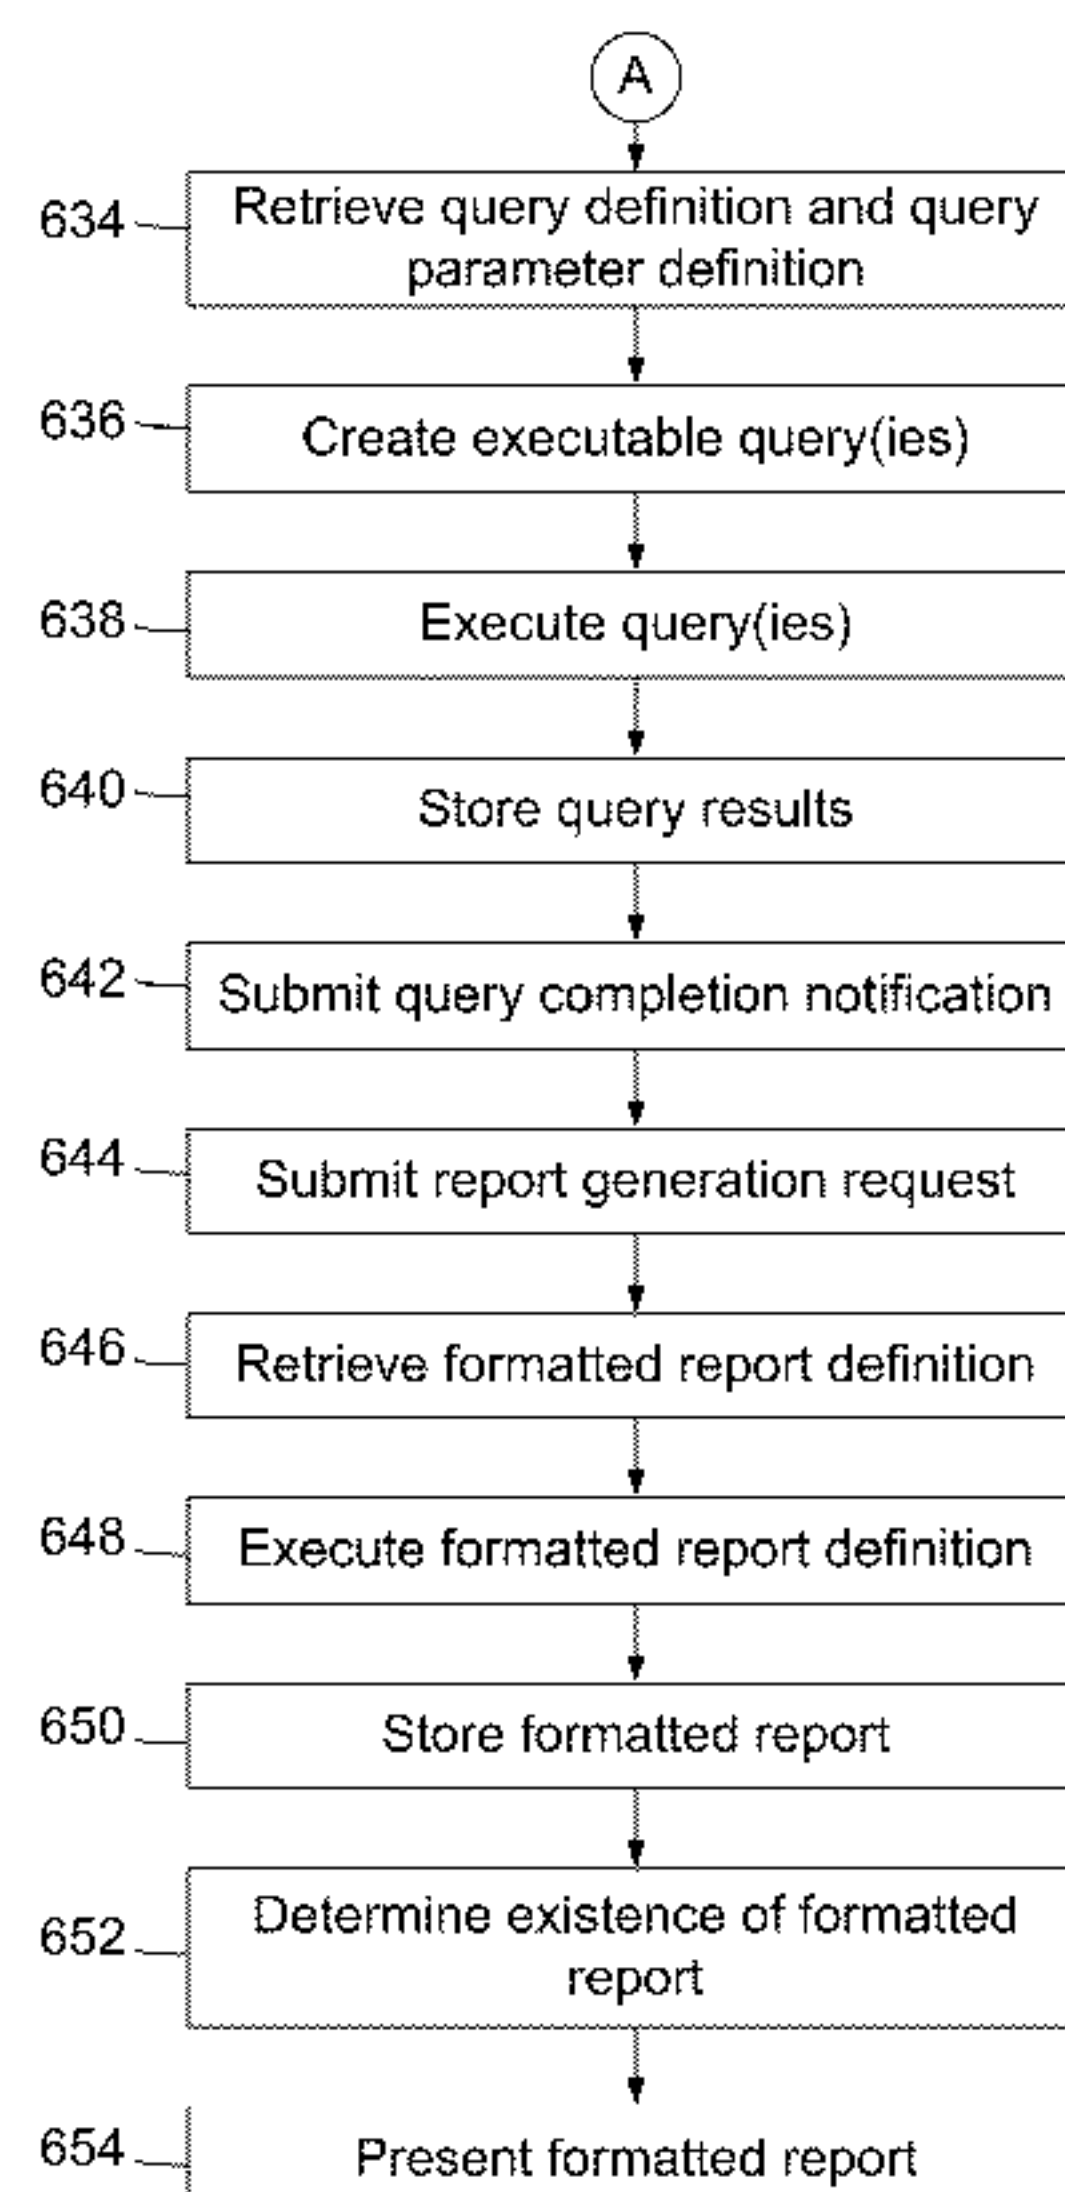 A
634
Retrieve query definition and query
parameter definition
636
Create executable query(ies)
638
Execute query(ies)
640
Store query results
642
Submit query completion notification
644
Submit report generation request
646
Retrieve formatted report definition
648
Execute formatted report definition
650
Store formatted report
652
Determine existence of formatted
report
654
Present formatted report